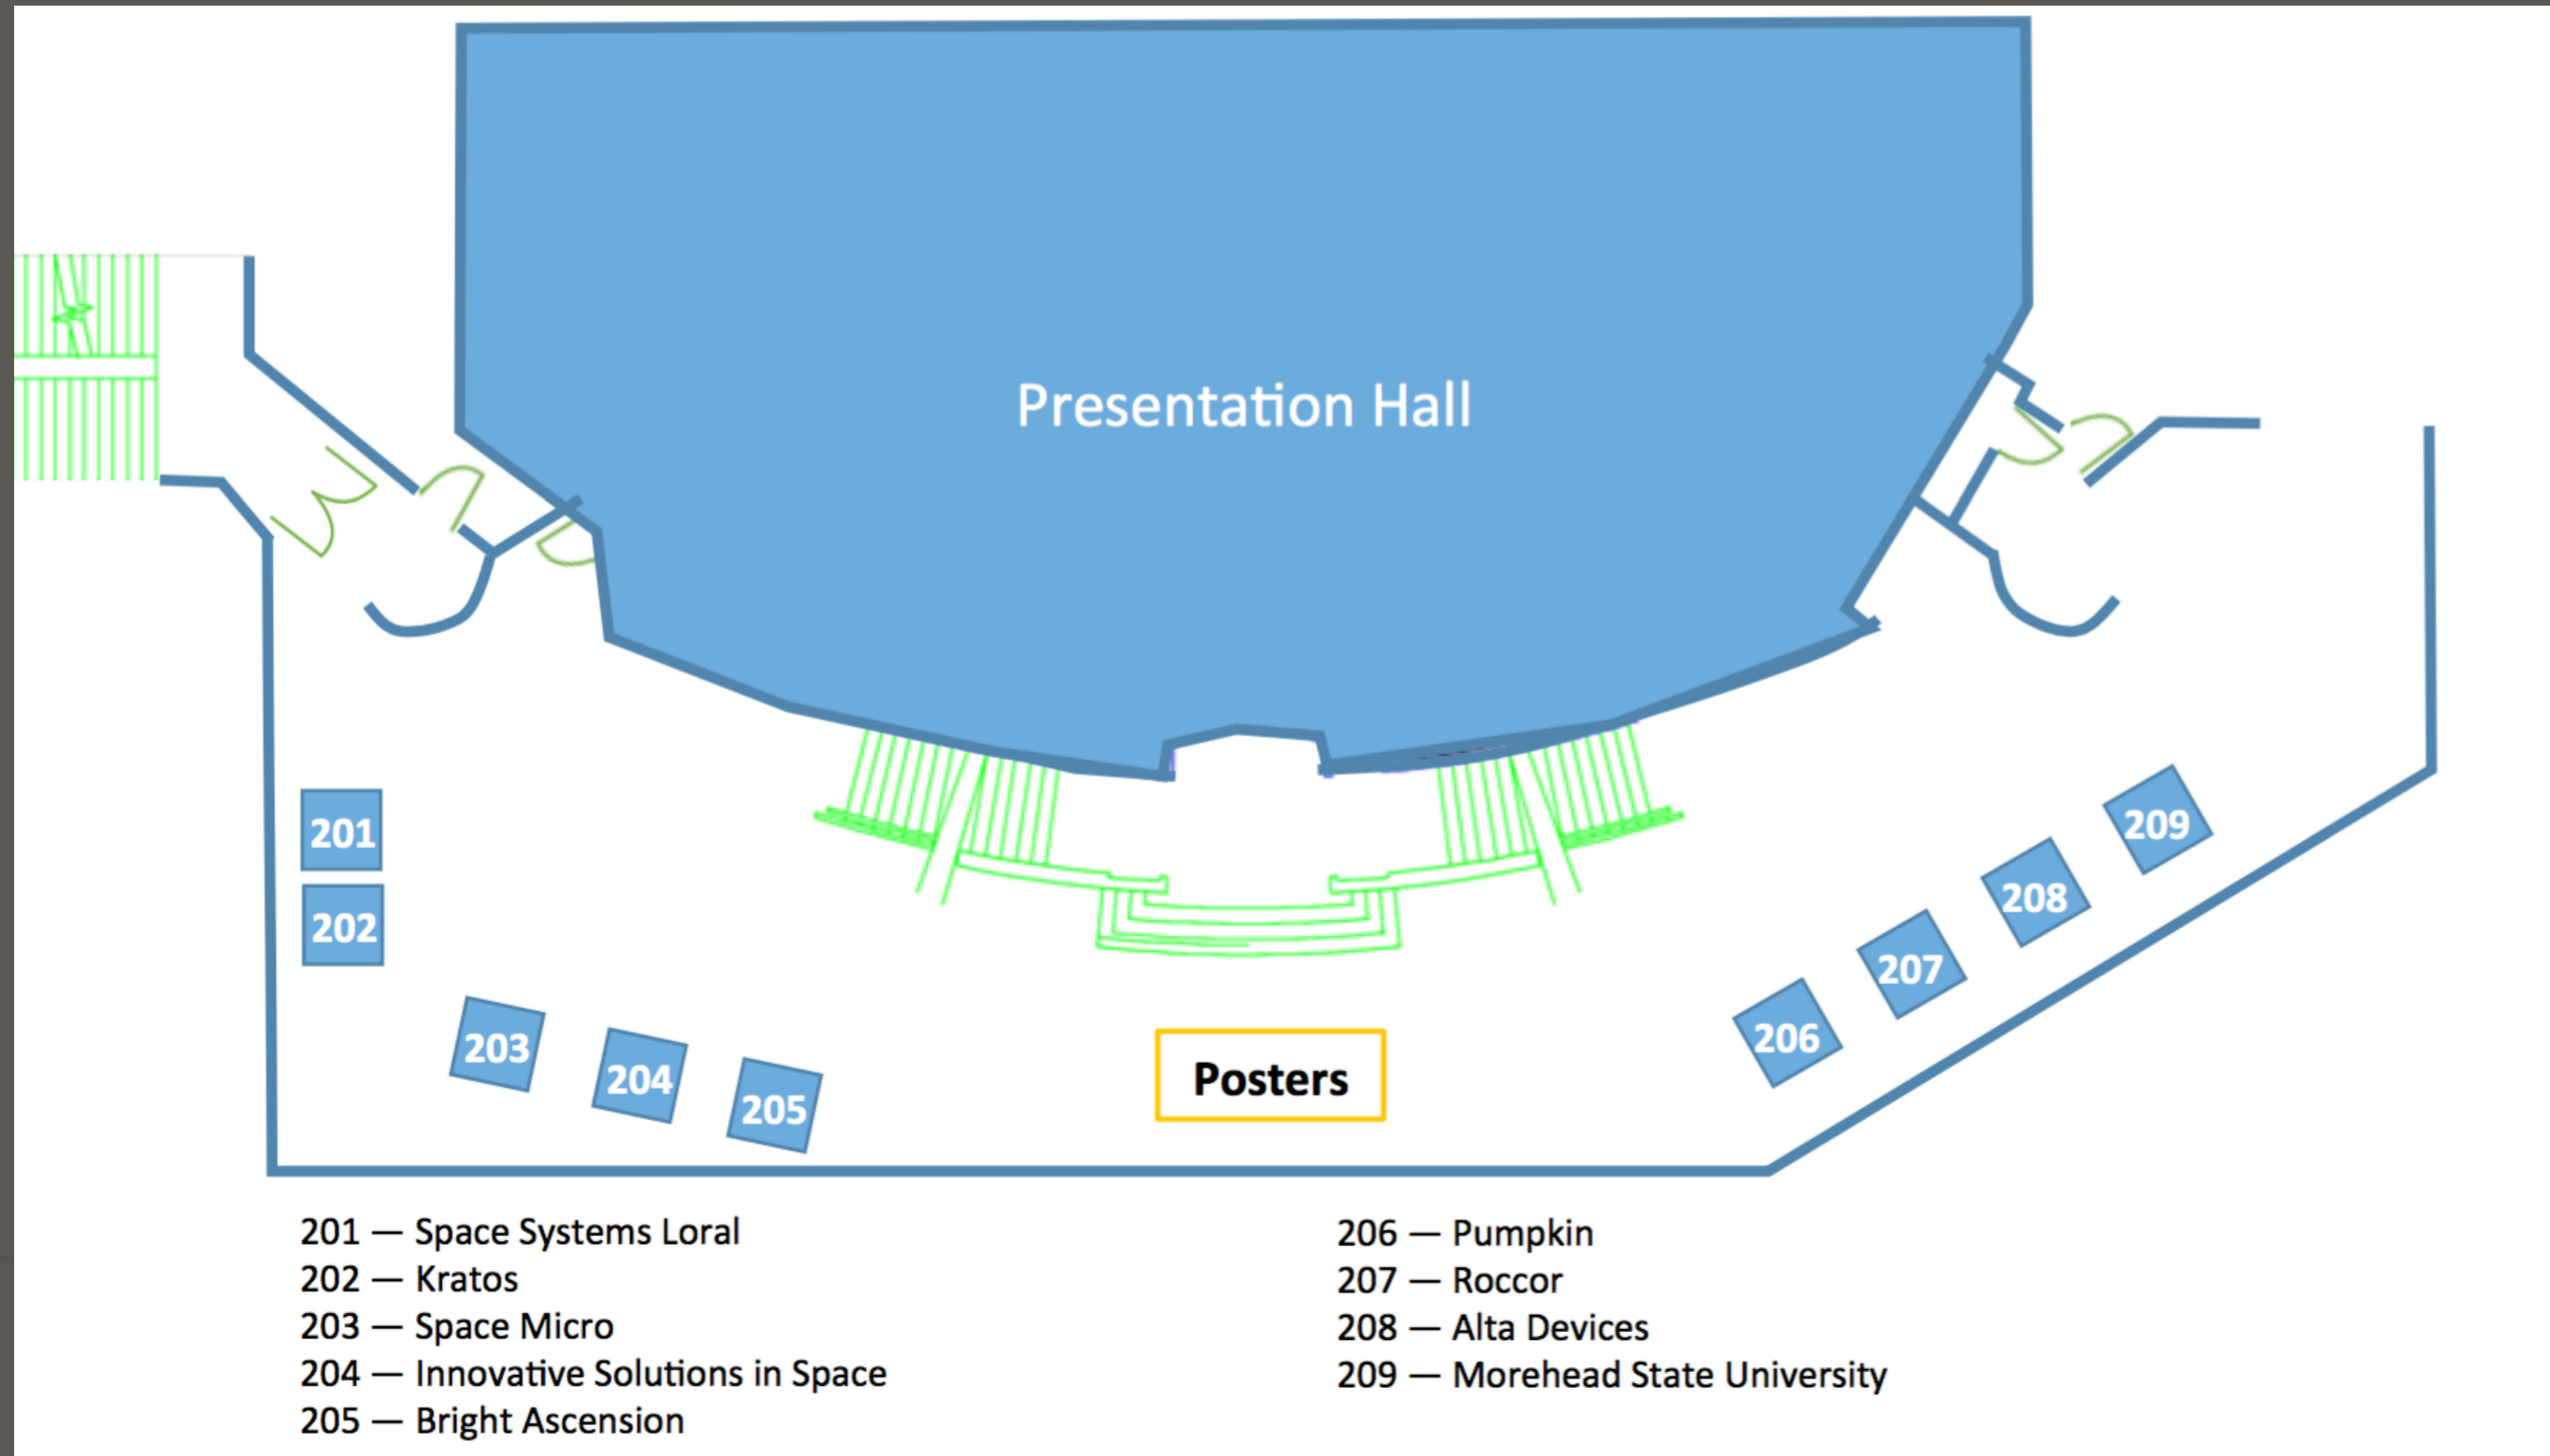 Presentation Hall
201
202
203
204
205
Posters
206
207
208
209
201 — Space Systems Loral
202 — Kratos
203 — Space Micro
204 — Innovative Solutions in Space
205 — Bright Ascension
206 — Pumpkin
207 — Roccor
208 — Alta Devices
209 — Morehead State University